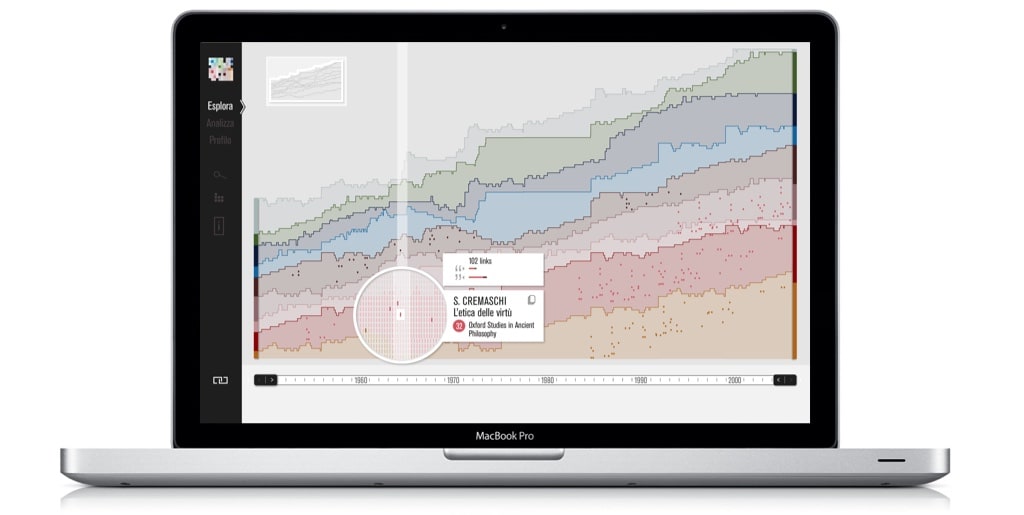 Esplora
Analizza
Profilo
102 links
S. CREMASCHI
L'etica delle virtù
32 Oxford Studies in Ancient
Philosophy
1960 1970 1980 1990 2000
MacBook Pro